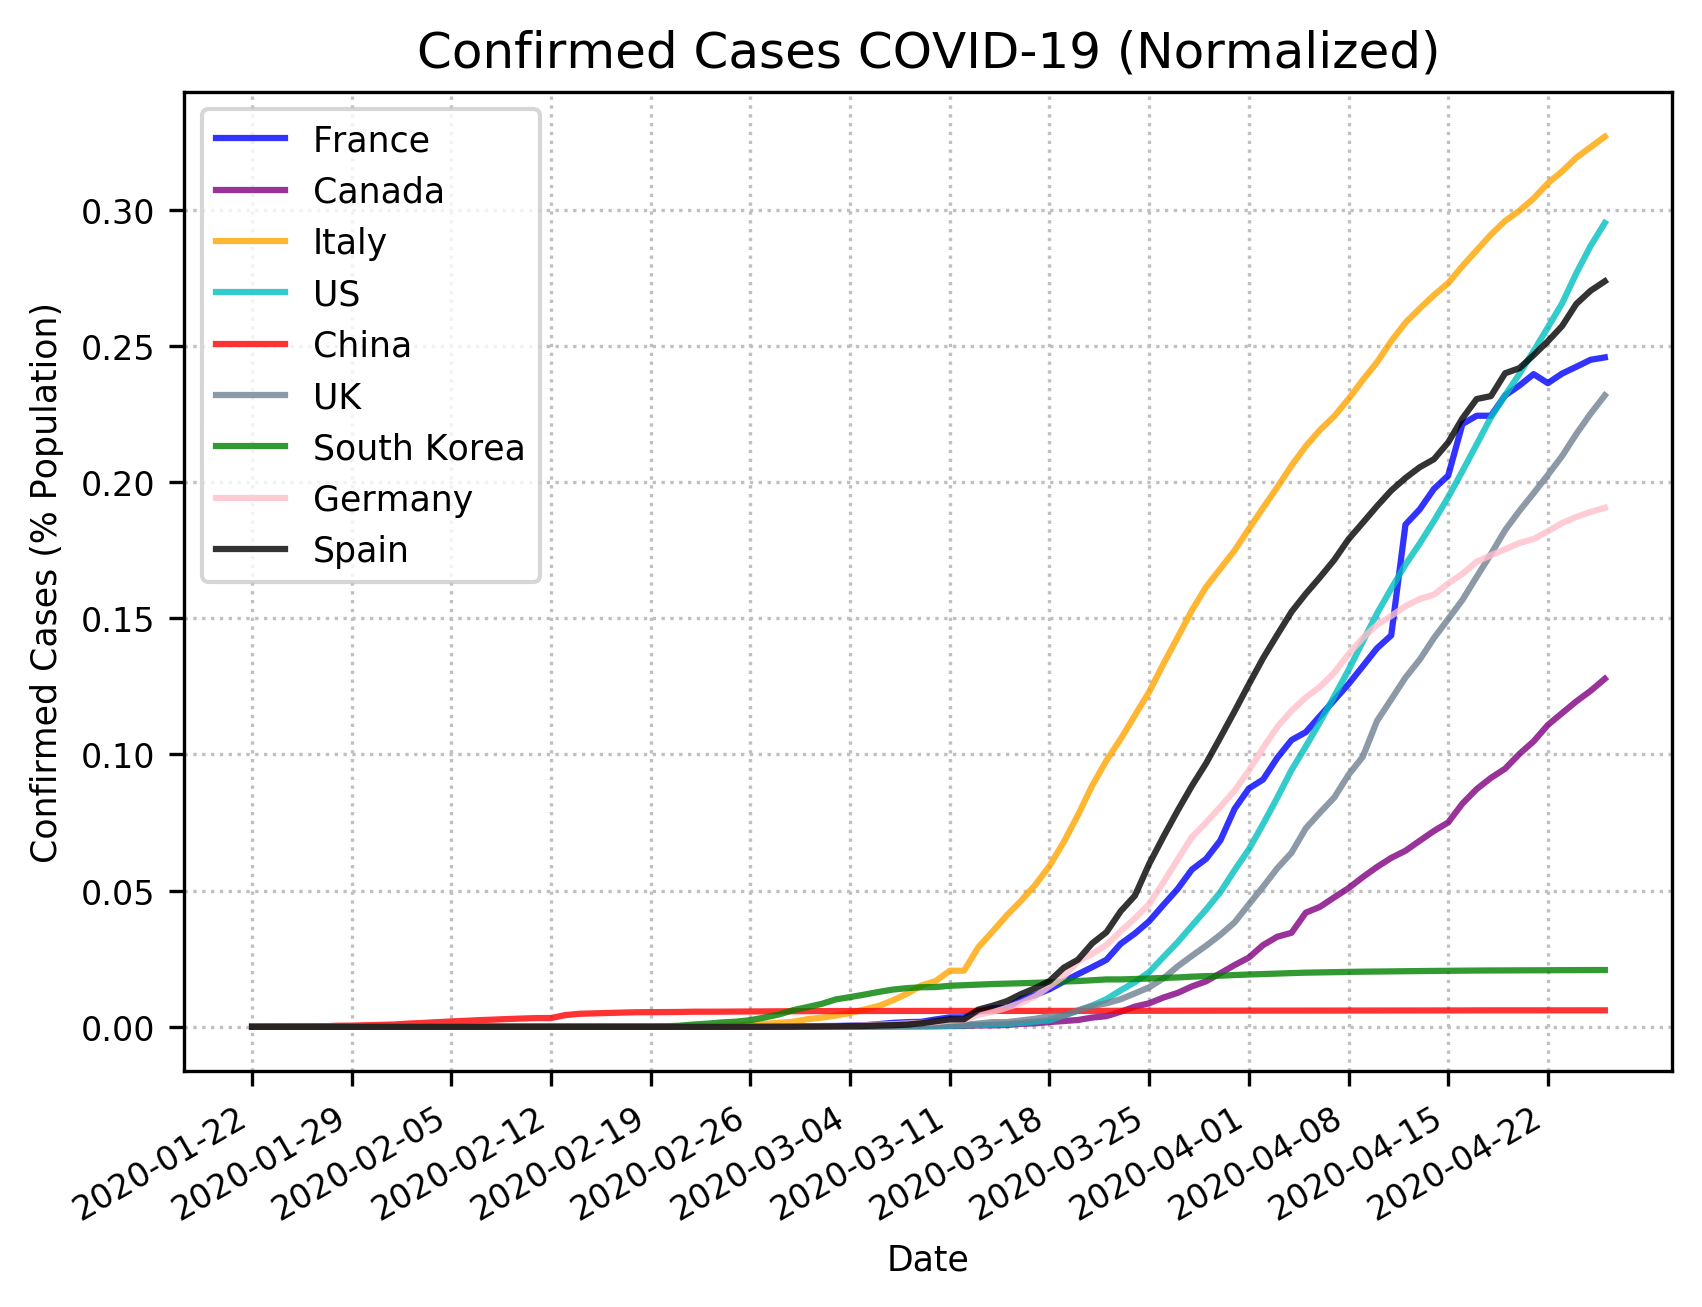 Confirmed Cases COVID-19 (Normalized)
France
Canada
Italy
US
China
UK
South Korea
Germany
Spain
Confirmed Cases (% Population)
0.30
0.25
0.20
0.15
0.10
0.05
0.00
2020-01-22
2020-01-29
2020-02-05
2020-02-12
2020-02-19
2020-02-26
2020-03-04
2020-03-11
2020-03-18
2020-03-25
2020-04-01
2020-04-08
2020-04-15
2020-04-22
Date